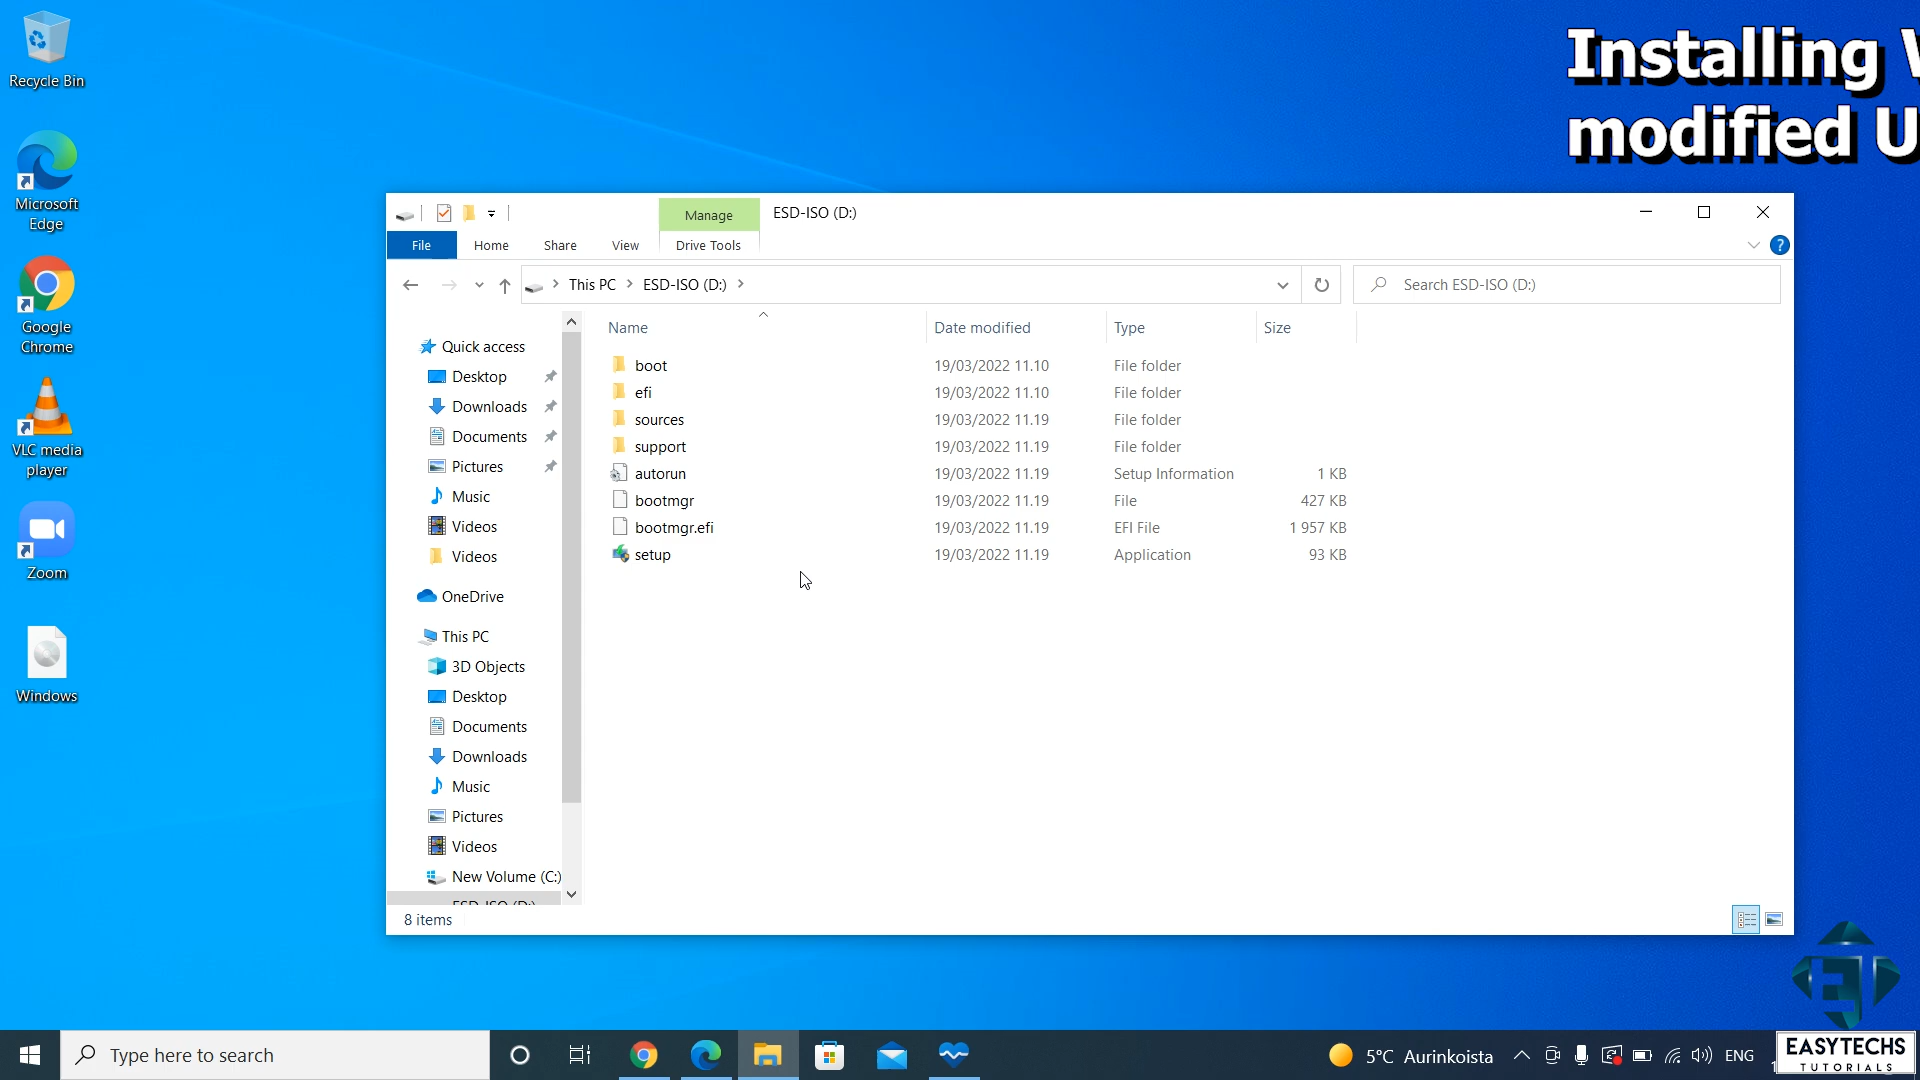 Recycle Bin
Microsoft
Edge
Google
Chrome
VLC media
player
Zoom
Windows
Installing
modified
Manage
ESD-ISO (D:)
File
Home
Share
View
Drive Tools
?
This PC
ESD-ISO (D:)
Search ESD-ISO (D:)
Name
Date modified
Type
Size
boot 19/03/2022 11.10 File folder
efi 19/03/2022 11.10 File folder
sources 19/03/2022 11.19 File folder
support 19/03/2022 11.19 File folder
autorun 19/03/2022 11.19 Setup Information 1 KB
bootmgr 19/03/2022 11.19 File 427 KB
bootmgr.efi 19/03/2022 11.19 EFI File 1 957 KB
setup 19/03/2022 11.19 Application 93 KB
Quick access
Desktop
Downloads
Documents
Pictures
Music
Videos
Videos
OneDrive
This PC
3D Objects
Desktop
Documents
Downloads
Music
Pictures
Videos
New Volume (C:)
ESD-ISO (D:)
8 items
Type here to search
5°C Aurinkoista
ENG
EASYTECHS
TUTORIALS